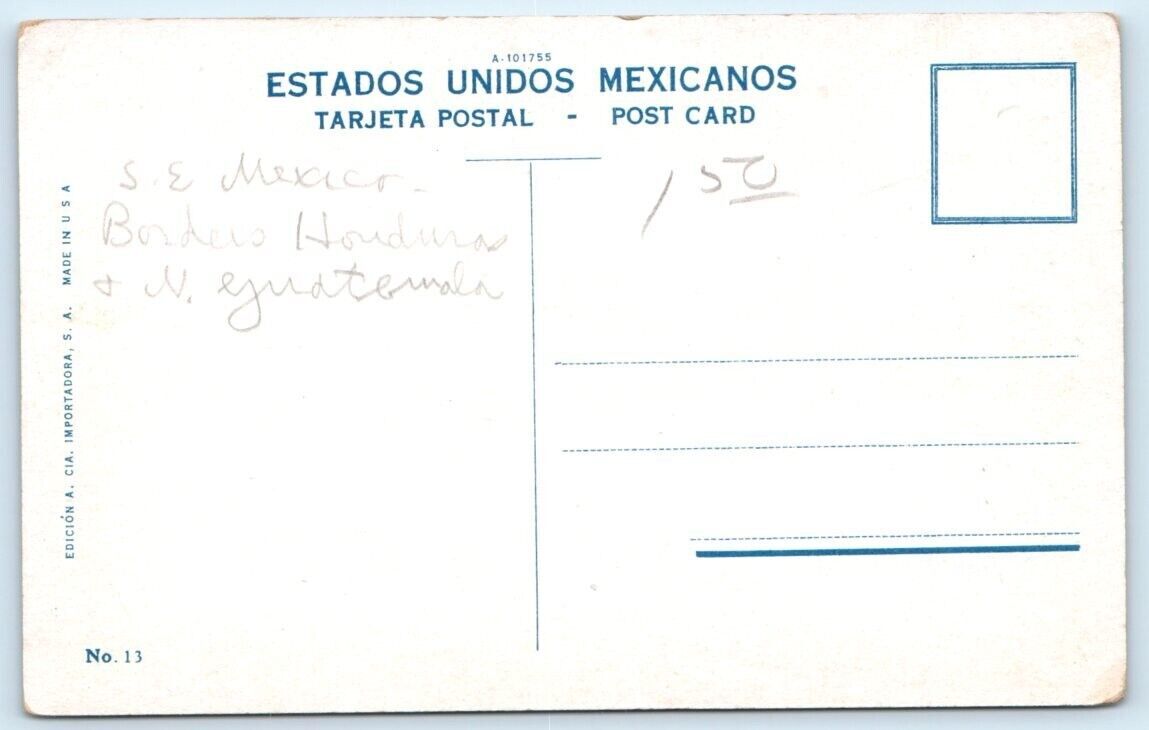 A-101755
ESTADOS UNIDOS MEXICANOS
TARJETA POSTAL - POST CARD
S.E Mexico -
Borders Honduras
+ N. Guatemala
1 50
EDICIÓN A. CIA. IMPORTADORA, S. A. MADE IN U S A
No. 13